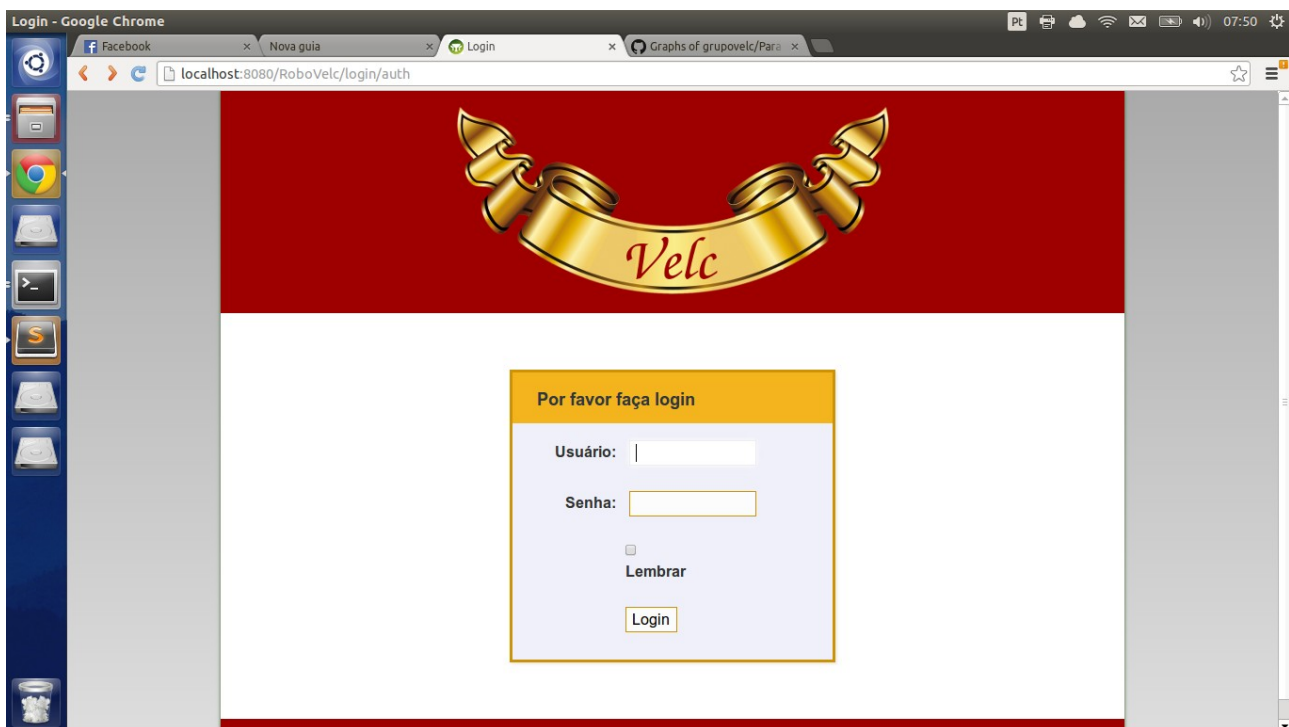 Login - Google Chrome
Pt
07:50
Facebook
Nova guia
Login
Graphs of grupovelc/Para
localhost:8080/RoboVelc/login/auth
Velc
Por favor faça login
Usuário:
Senha:
Lembrar
Login